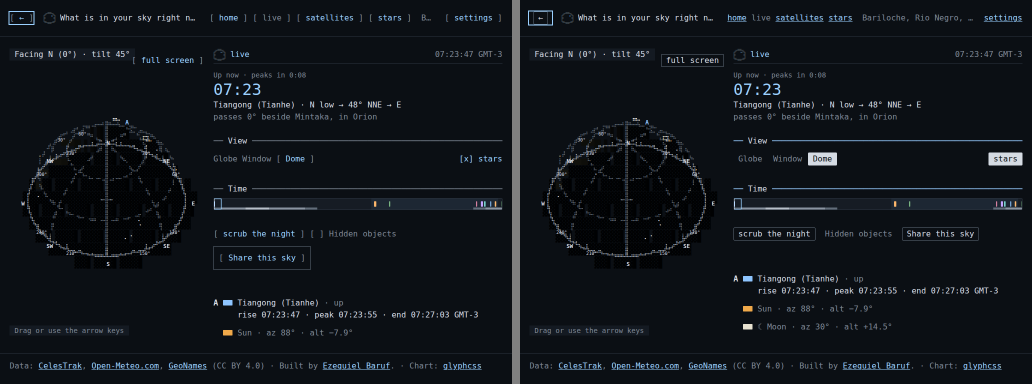 [ ← ] What is in your sky right n… [ home ] [ live ] [ satellites ] [ stars ] B… [ settings ]
Facing N (0°) · tilt 45°
[ full screen ]
live 07:23:47 GMT-3
Up now · peaks in 0:08
07:23
Tiangong (Tianhe) · N low → 48° NNE → E
passes 0° beside Mintaka, in Orion
View
Globe Window [ Dome ] [x] stars
Time
[ scrub the night ] [ ] Hidden objects
[ Share this sky ]
A Tiangong (Tianhe) · up
rise 07:23:47 · peak 07:23:55 · end 07:27:03 GMT-3
Sun · az 88° · alt −7.9°
A
N
NW
NE
W
E
SW
SE
S
Drag or use the arrow keys
Data: CelesTrak, Open-Meteo.com, GeoNames (CC BY 4.0) · Built by Ezequiel Baruf. · Chart: glyphcss
← What is in your sky right n… home live satellites stars Bariloche, Río Negro, … settings
Facing N (0°) · tilt 45°
full screen
live 07:23:47 GMT-3
Up now · peaks in 0:08
07:23
Tiangong (Tianhe) · N low → 48° NNE → E
passes 0° beside Mintaka, in Orion
View
Globe Window Dome stars
Time
scrub the night Hidden objects Share this sky
A Tiangong (Tianhe) · up
rise 07:23:47 · peak 07:23:55 · end 07:27:03 GMT-3
Sun · az 88° · alt −7.9°
☾ Moon · az 30° · alt +14.5°
A
N
NW
NE
W
E
SW
SE
S
Drag or use the arrow keys
Data: CelesTrak, Open-Meteo.com, GeoNames (CC BY 4.0) · Built by Ezequiel Baruf. · Chart: glyphcss